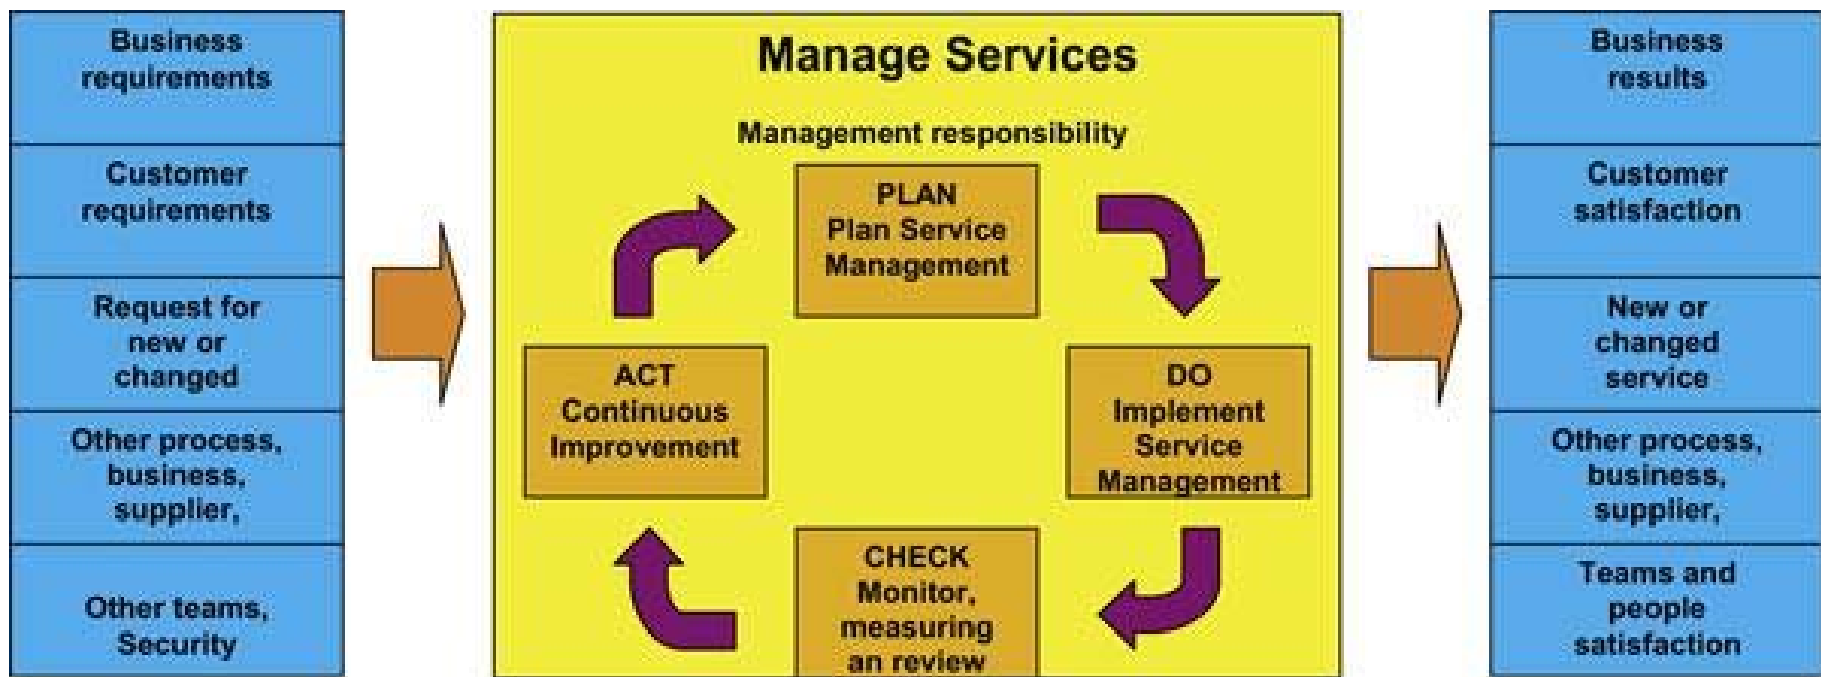 Business
requirements
Customer
requirements
Request for
new or
changed
Other process,
business,
supplier,
Other teams,
Security
Manage Services
Management responsibility
PLAN
Plan Service
Management
ACT
Continuous
Improvement
DO
Implement
Service
Management
CHECK
Monitor,
measuring
an review
Business
results
Customer
satisfaction
New or
changed
service
Other process,
business,
supplier,
Teams and
people
satisfaction